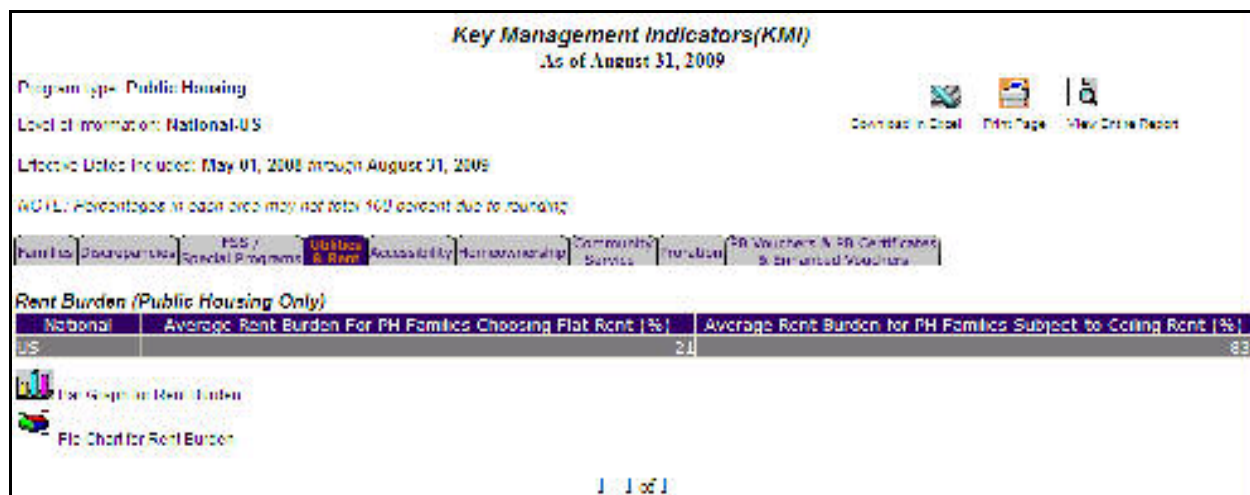 Key Management Indicators(KMI)
As of August 31, 2009
Program type: Public Housing
Level of Information: National-US
Download in Excel Print Page View Entire Report
Effective Dates Included: May 01, 2008 through August 31, 2009
NOTE: Percentages in each area may not total 100 percent due to rounding
Families Discrepancies FSS / Special Programs Utilities & Rent Accessibility Homeownership Community Service Proration PB Vouchers & PB Certificates & Enhanced Vouchers
Rent Burden (Public Housing Only)
National Average Rent Burden For PH Families Choosing Flat Rent (%) Average Rent Burden for PH Families Subject to Ceiling Rent (%)
US 21 83
Bar Graph for Rent Burden
Pie Chart for Rent Burden
1 - 1 of 1